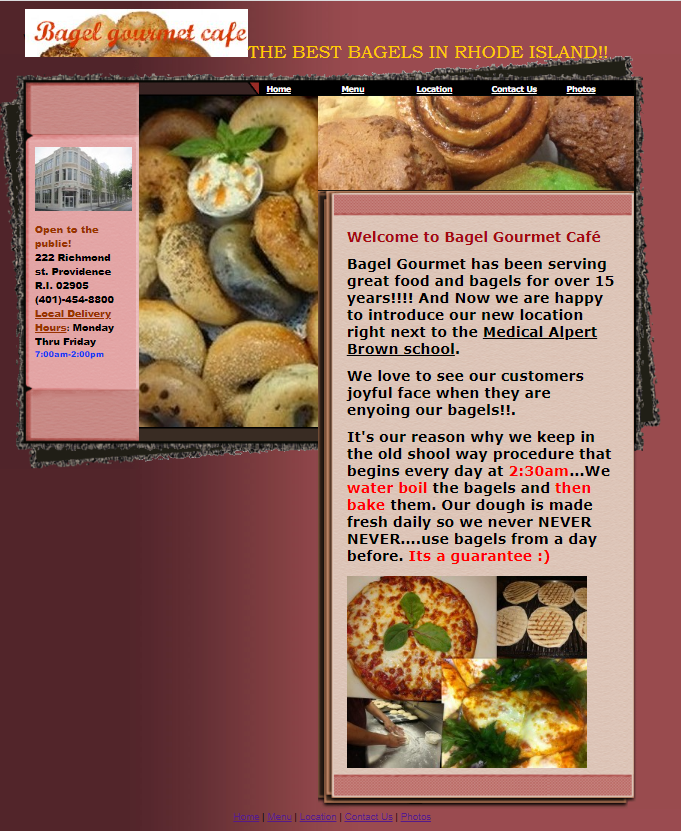 Bagel gourmet cafe
THE BEST BAGELS IN RHODE ISLAND!!
Home Menu Location Contact Us Photos
Open to the
public!
222 Richmond
st. Providence
R.I. 02905
(401)-454-8800
Local Delivery
Hours: Monday
Thru Friday
7:00am-2:00pm
Welcome to Bagel Gourmet Café
Bagel Gourmet has been serving
great food and bagels for over 15
years!!!! And Now we are happy
to introduce our new location
right next to the Medical Alpert
Brown school.
We love to see our customers
joyful face when they are
enyoing our bagels!!.
It's our reason why we keep in
the old shool way procedure that
begins every day at 2:30am...We
water boil the bagels and then
bake them. Our dough is made
fresh daily so we never NEVER
NEVER....use bagels from a day
before. Its a guarantee :)
Home | Menu | Location | Contact Us | Photos